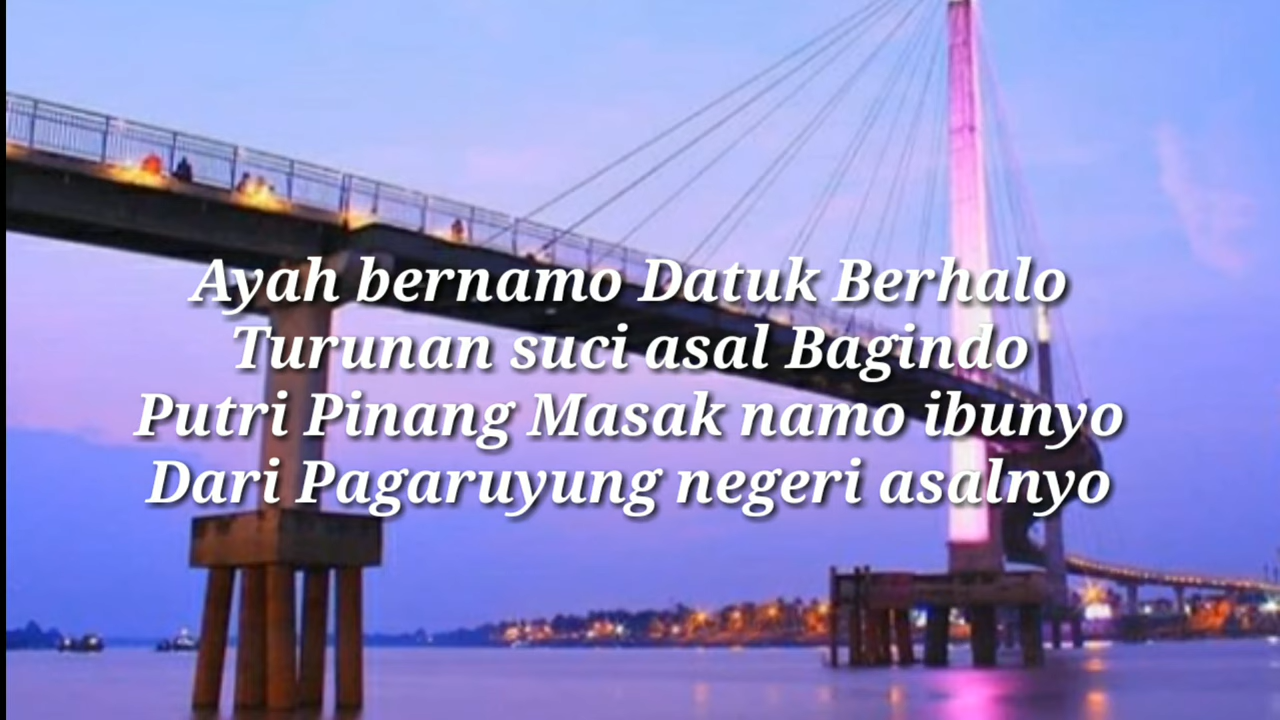 Ayah bernamo Datuk Berhalo
Turunan suci asal Bagindo
Putri Pinang Masak namo ibunyo
Dari Pagaruyung negeri asalnyo